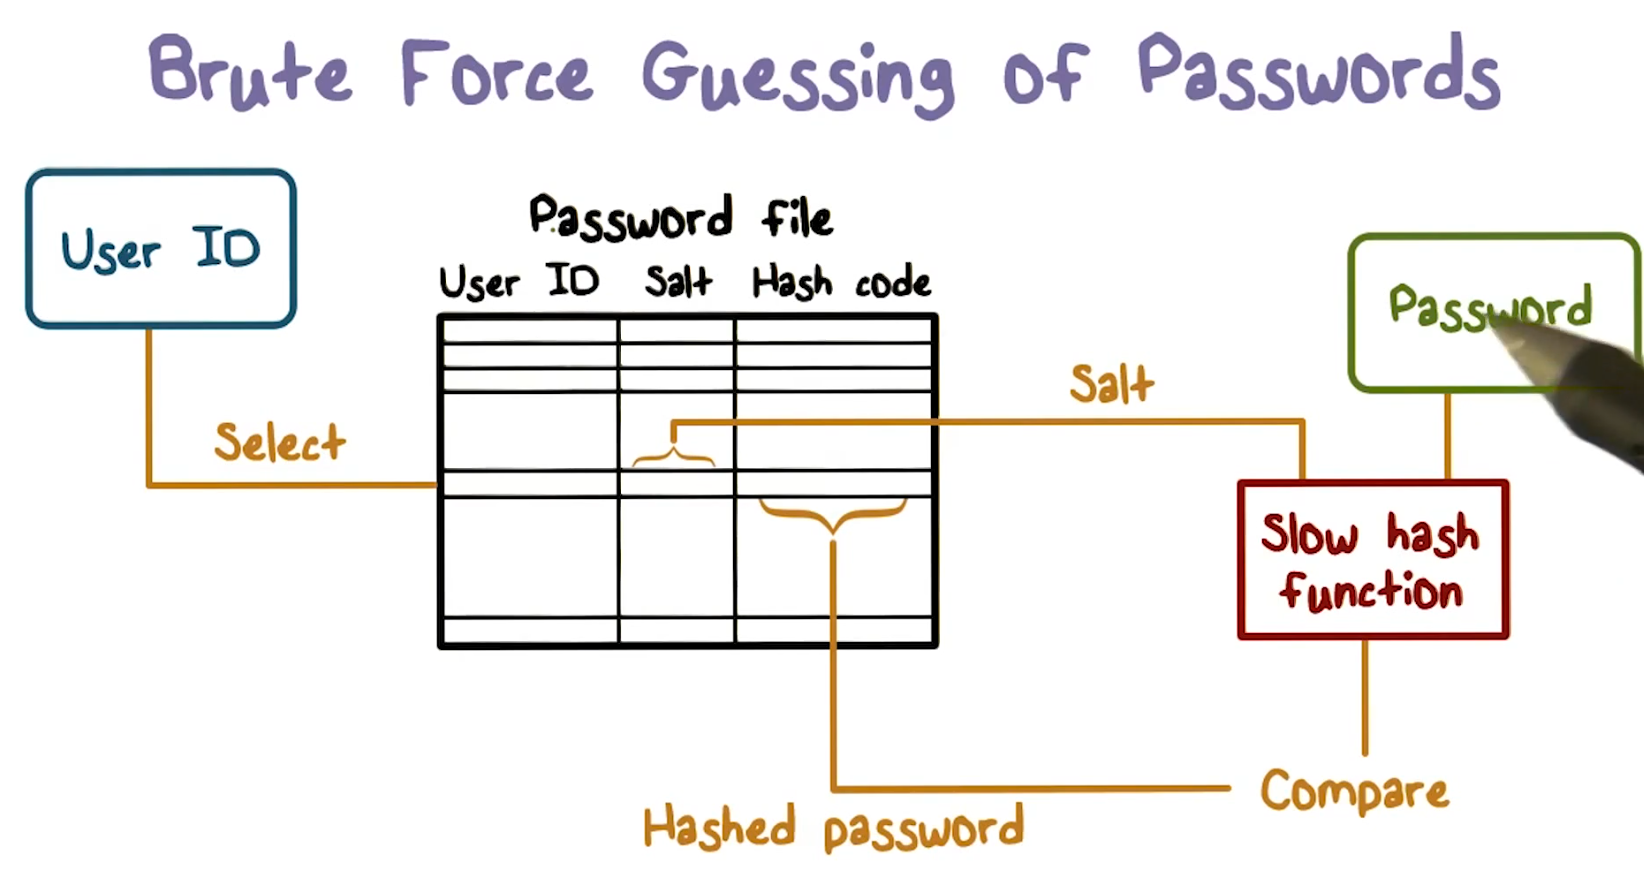 Brute Force Guessing of Passwords
User ID
Password file
User ID Salt Hash code
Password
Salt
Select
Slow hash
function
Compare
Hashed password